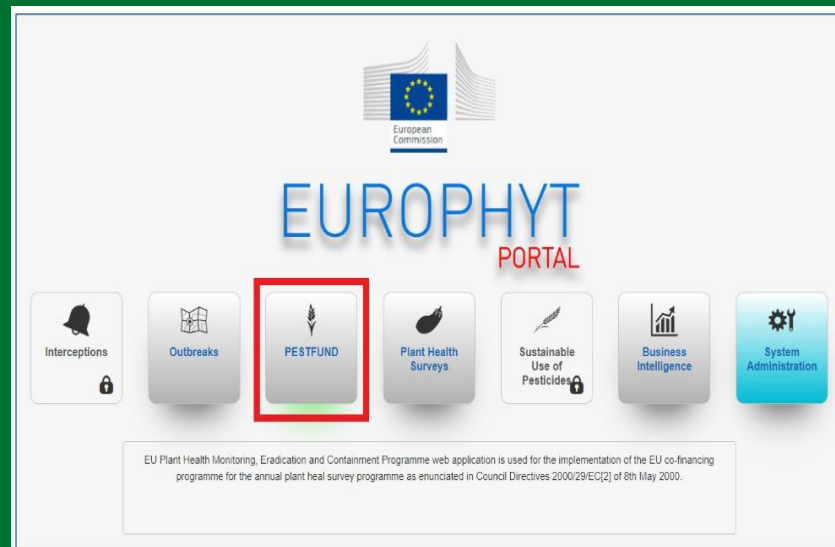 European
Commission
EUROPHYT
PORTAL
Interceptions
Outbreaks
PESTFUND
Plant Health
Surveys
Sustainable
Use of
Pesticides
Business
Intelligence
System
Administration
EU Plant Health Monitoring, Eradication and Containment Programme web application is used for the implementation of the EU co-financing
programme for the annual plant heal survey programme as enunciated in Council Directives 2000/29/EC[2] of 8th May 2000.